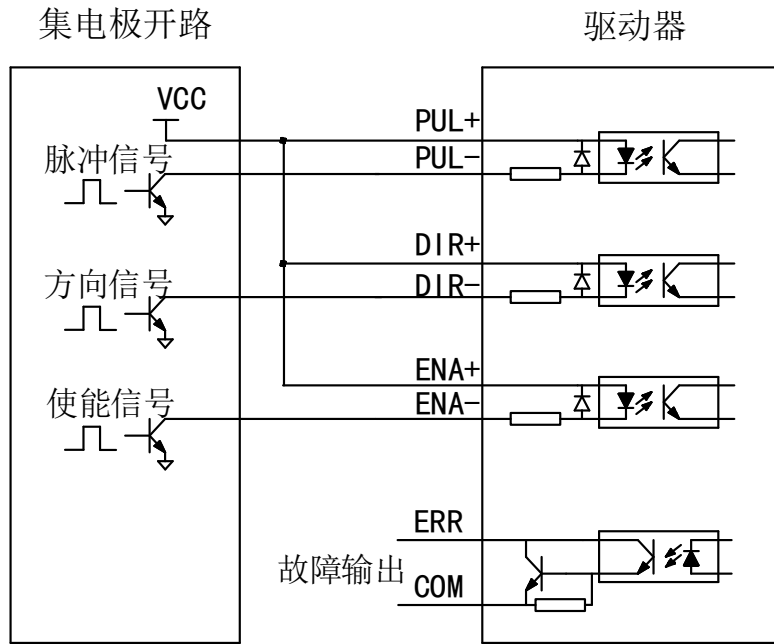 集电极开路
驱动器
VCC
脉冲信号
PUL+
PUL-
方向信号
DIR+
DIR-
使能信号
ENA+
ENA-
故障输出
ERR
COM